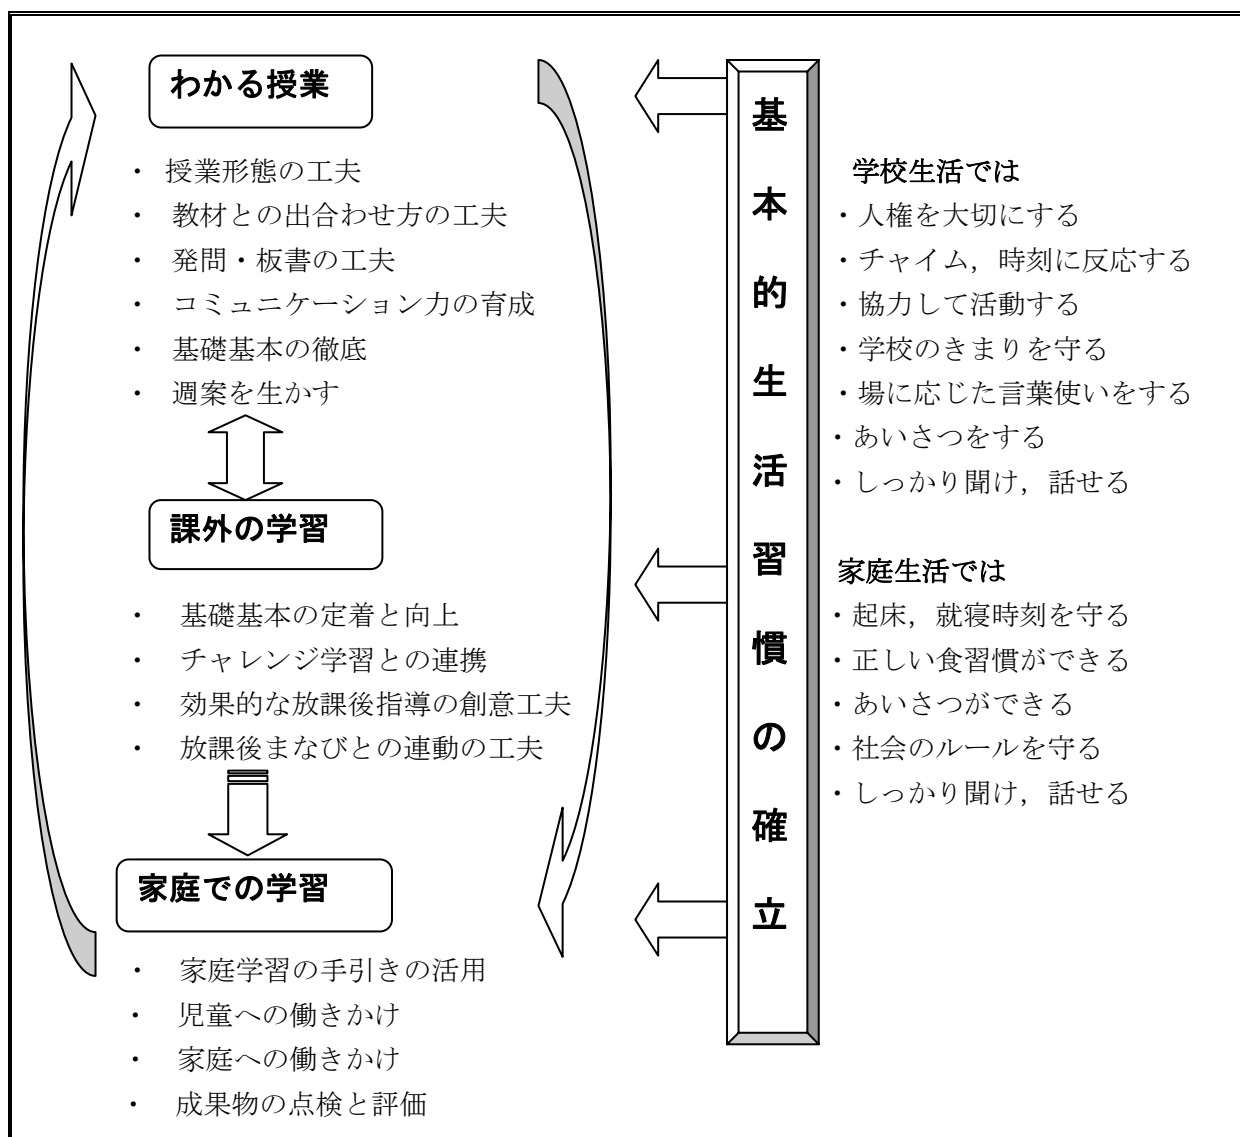 わかる授業
・ 授業形態の工夫
・ 教材との出合わせ方の工夫
・ 発問・板書の工夫
・ コミュニケーション力の育成
・ 基礎基本の徹底
・ 週案を生かす
課外の学習
・ 基礎基本の定着と向上
・ チャレンジ学習との連携
・ 効果的な放課後指導の創意工夫
・ 放課後まなびとの連動の工夫
家庭での学習
・ 家庭学習の手引きの活用
・ 児童への働きかけ
・ 家庭への働きかけ
・ 成果物の点検と評価
基本的生活習慣の確立
学校生活では
・人権を大切にする
・チャイム，時刻に反応する
・協力して活動する
・学校のきまりを守る
・場に応じた言葉使いをする
・あいさつをする
・しっかり聞け，話せる
家庭生活では
・起床，就寝時刻を守る
・正しい食習慣ができる
・あいさつができる
・社会のルールを守る
・しっかり聞け，話せる